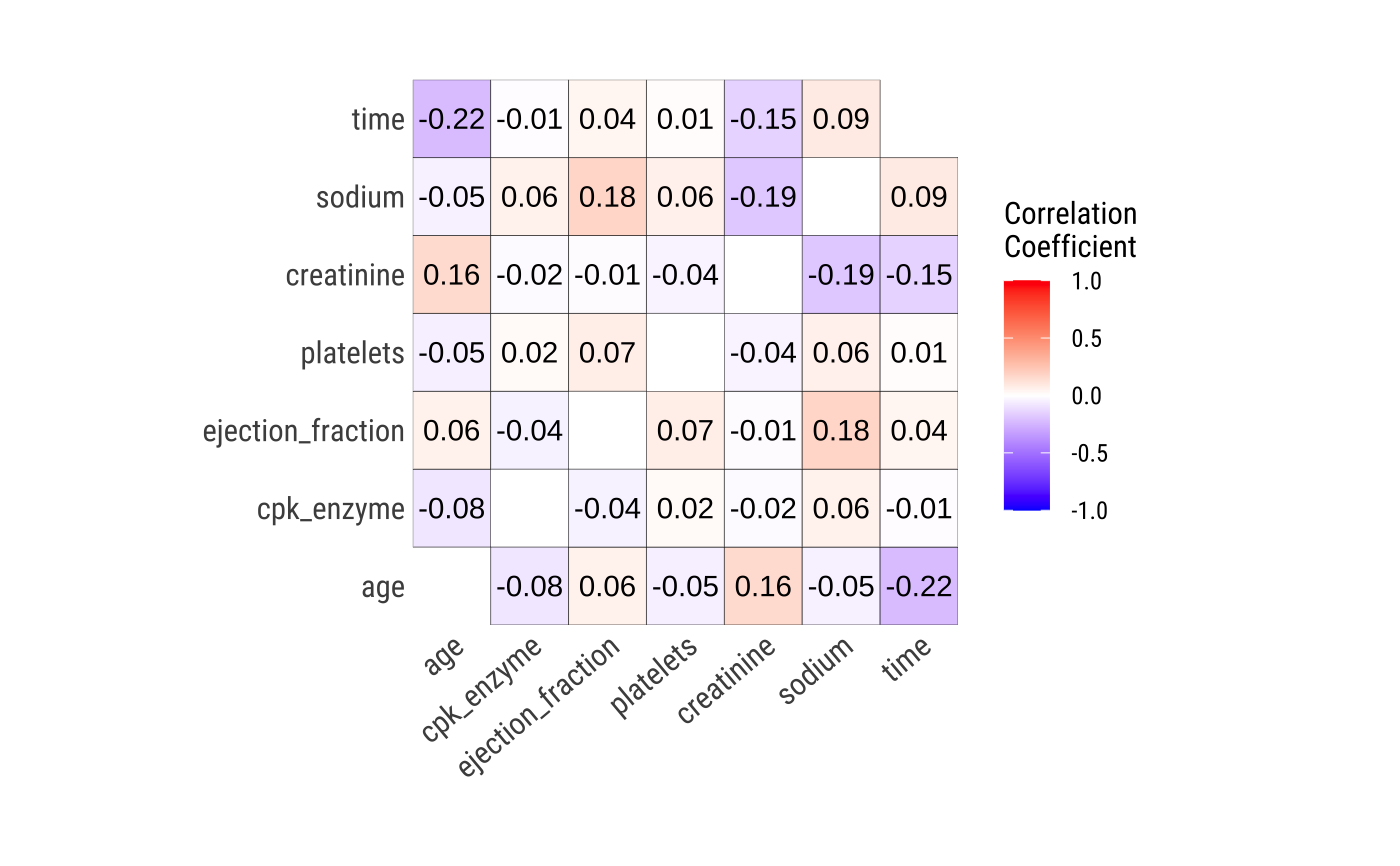 time -0.22 -0.01 0.04 0.01 -0.15 0.09
sodium -0.05 0.06 0.18 0.06 -0.19 0.09
creatinine 0.16 -0.02 -0.01 -0.04 -0.19 -0.15
platelets -0.05 0.02 0.07 -0.04 0.06 0.01
ejection_fraction 0.06 -0.04 0.07 -0.01 0.18 0.04
cpk_enzyme -0.08 -0.04 0.02 -0.02 0.06 -0.01
age -0.08 0.06 -0.05 0.16 -0.05 -0.22
age cpk_enzyme ejection_fraction platelets creatinine sodium time
Correlation
Coefficient
1.0
0.5
0.0
-0.5
-1.0